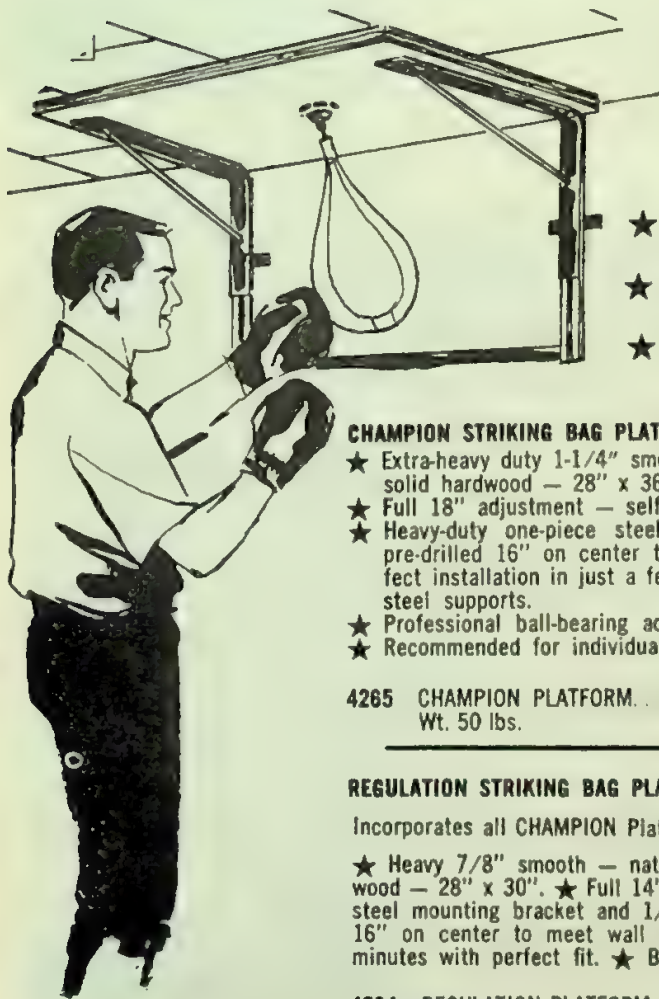 ★
★
★
CHAMPION STRIKING BAG PLAT
★ Extra-heavy duty 1-1/4" smo
solid hardwood — 28" x 36
★ Full 18" adjustment — self
★ Heavy-duty one-piece steel
pre-drilled 16" on center t
fect installation in just a fe
steel supports.
★ Professional ball-bearing ac
★ Recommended for individua
4265 CHAMPION PLATFORM. .
Wt. 50 lbs.
REGULATION STRIKING BAG PLA
Incorporates all CHAMPION Pla
★ Heavy 7/8" smooth — nat
wood — 28" x 30". ★ Full 14"
steel mounting bracket and 1/
16" on center to meet wall
minutes with perfect fit. ★ B
REGULATION PLATFORM